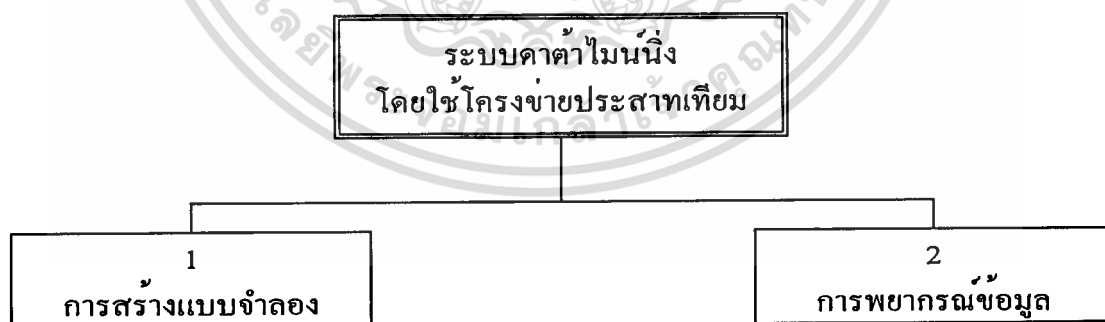 ระบบดาต้าไมน์นิ่ง
โดยใช้โครงข่ายประสาทเทียม
1
การสร้างแบบจำลอง
2
การพยากรณ์ข้อมูล